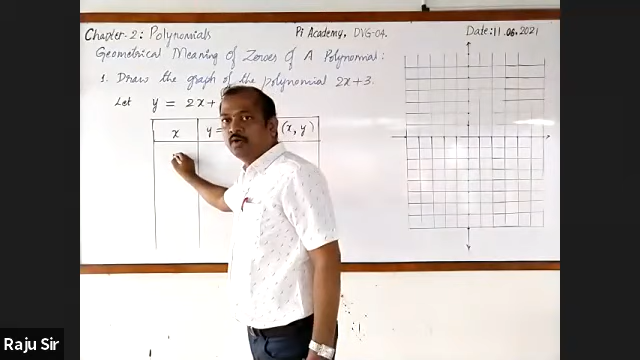 Chapter-2: Polynomials Pi Academy, DVG-04. Date: 11.06.2021
Geometrical Meaning Of Zeroes Of A Polynomial:
1. Draw the graph of the polynomial 2x+3.
Let y = 2x+
x y = (x, y)
Raju Sir